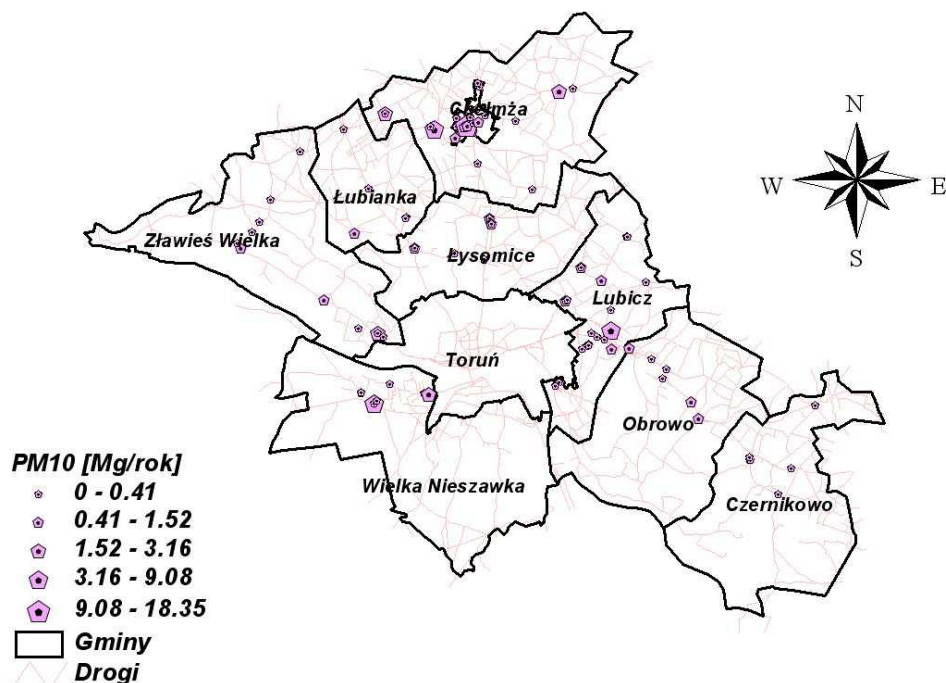 Chełmża
N
W
E
S
Łubianka
Zławieś Wielka
Łysomice
Lubicz
Toruń
Obrowo
Wielka Nieszawka
Czernikowo
PM10 [Mg/rok]
0 - 0.41
0.41 - 1.52
1.52 - 3.16
3.16 - 9.08
9.08 - 18.35
Gminy
Drogi